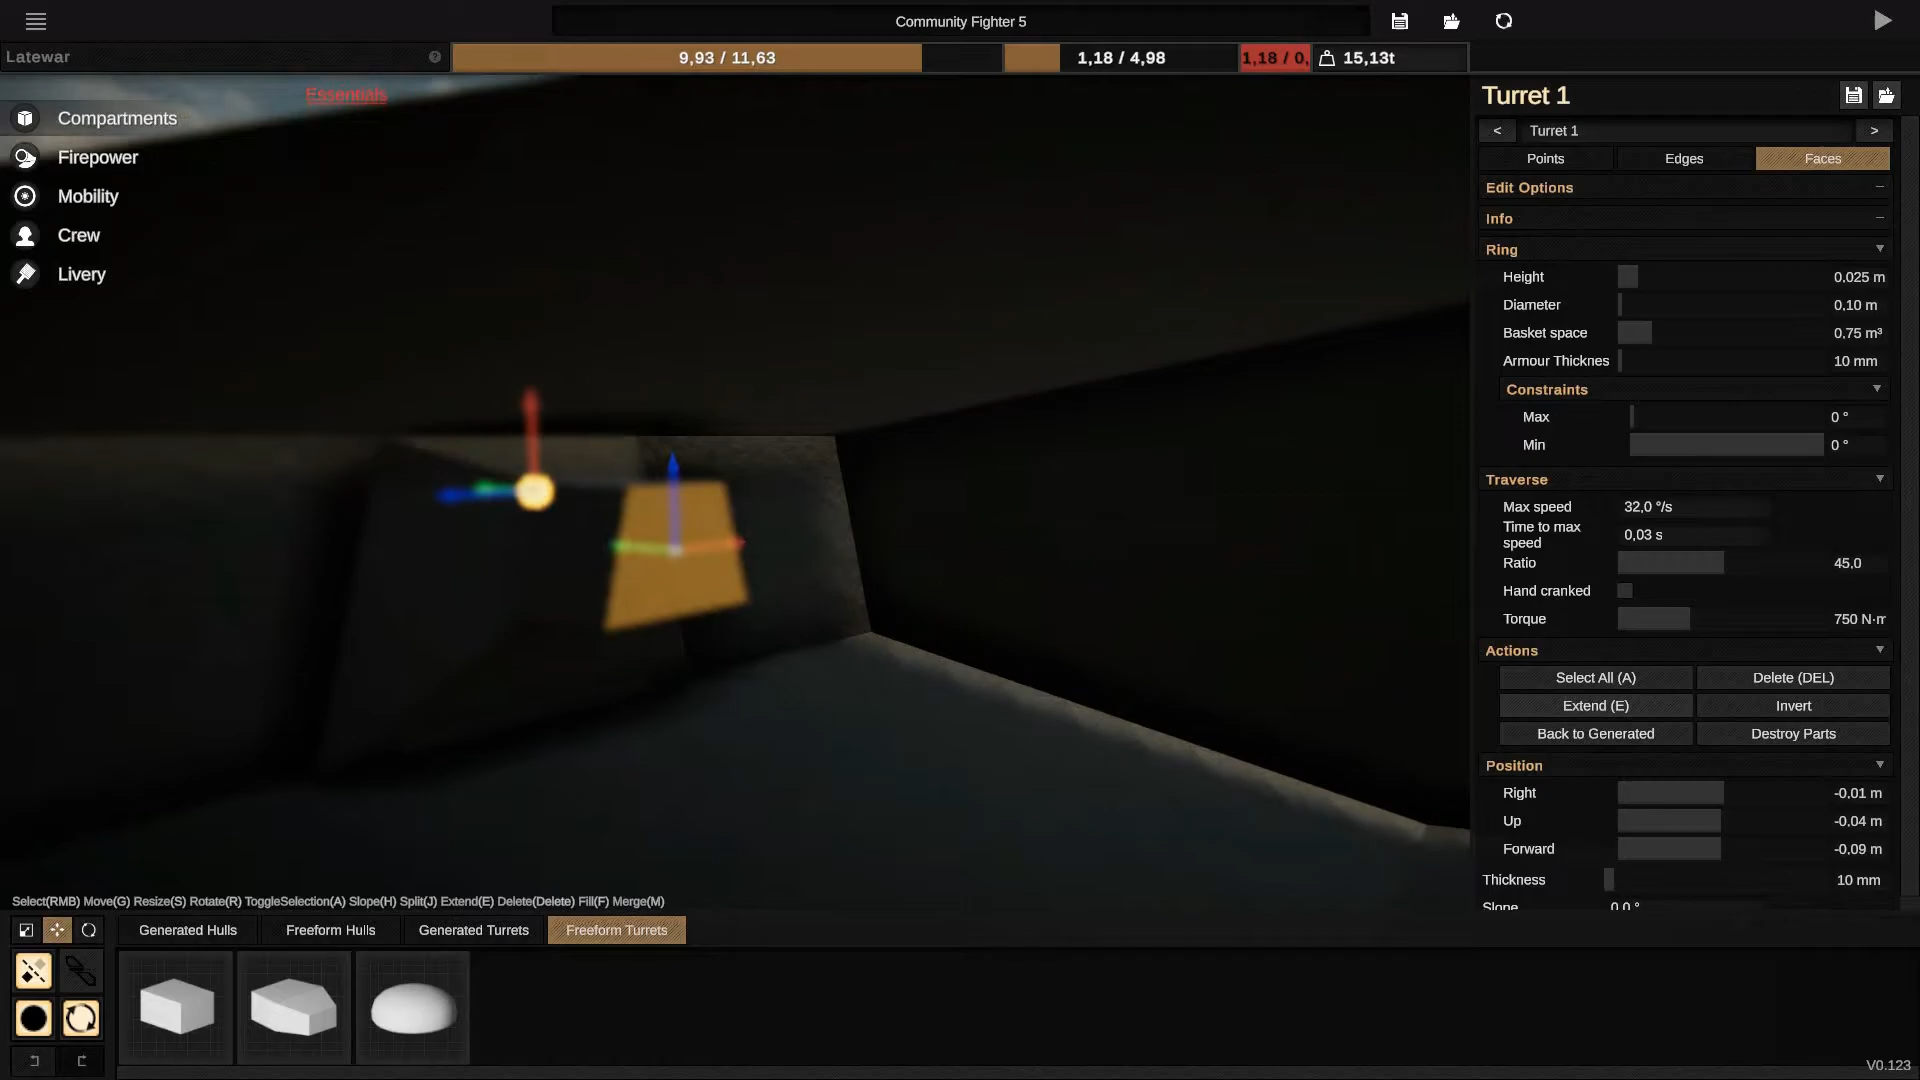 Community Fighter 5
Latewar
9,93 / 11,63
1,18 / 4,98
1,18 / 0,
15,13t
Essentials
Compartments
Firepower
Mobility
Crew
Livery
Turret 1
<
Turret 1
>
Points
Edges
Faces
Edit Options
Info
Ring
Height
0,025 m
Diameter
0,10 m
Basket space
0,75 m³
Armour Thicknes
10 mm
Constraints
Max
0 °
Min
0 °
Traverse
Max speed
32,0 °/s
Time to max speed
0,03 s
Ratio
45,0
Hand cranked
Torque
750 N·m
Actions
Select All (A)
Delete (DEL)
Extend (E)
Invert
Back to Generated
Destroy Parts
Position
Right
-0,01 m
Up
-0,04 m
Forward
-0,09 m
Thickness
10 mm
Slope
0,0 °
Select(RMB) Move(G) Resize(S) Rotate(R) ToggleSelection(A) Slope(H) Split(J) Extend(E) Delete(Delete) Fill(F) Merge(M)
Generated Hulls
Freeform Hulls
Generated Turrets
Freeform Turrets
V0.123